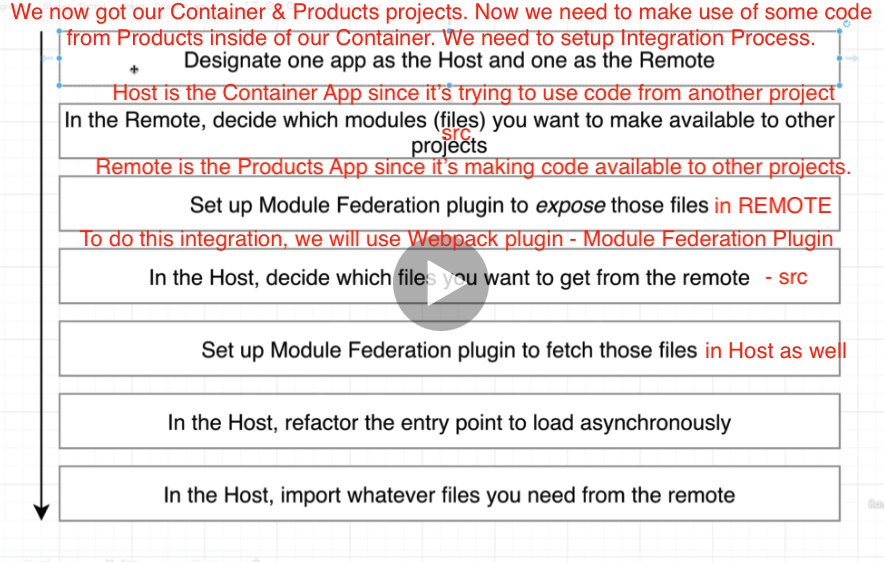 We now got our Container & Products projects. Now we need to make use of some code
from Products inside of our Container. We need to setup Integration Process.
Designate one app as the Host and one as the Remote
Host is the Container App since it's trying to use code from another project
In the Remote, decide which modules (files) you want to make available to other
src
projects
Remote is the Products App since it's making code available to other projects.
Set up Module Federation plugin to expose those files in REMOTE
To do this integration, we will use Webpack plugin - Module Federation Plugin
In the Host, decide which files you want to get from the remote - src
Set up Module Federation plugin to fetch those files in Host as well
In the Host, refactor the entry point to load asynchronously
In the Host, import whatever files you need from the remote